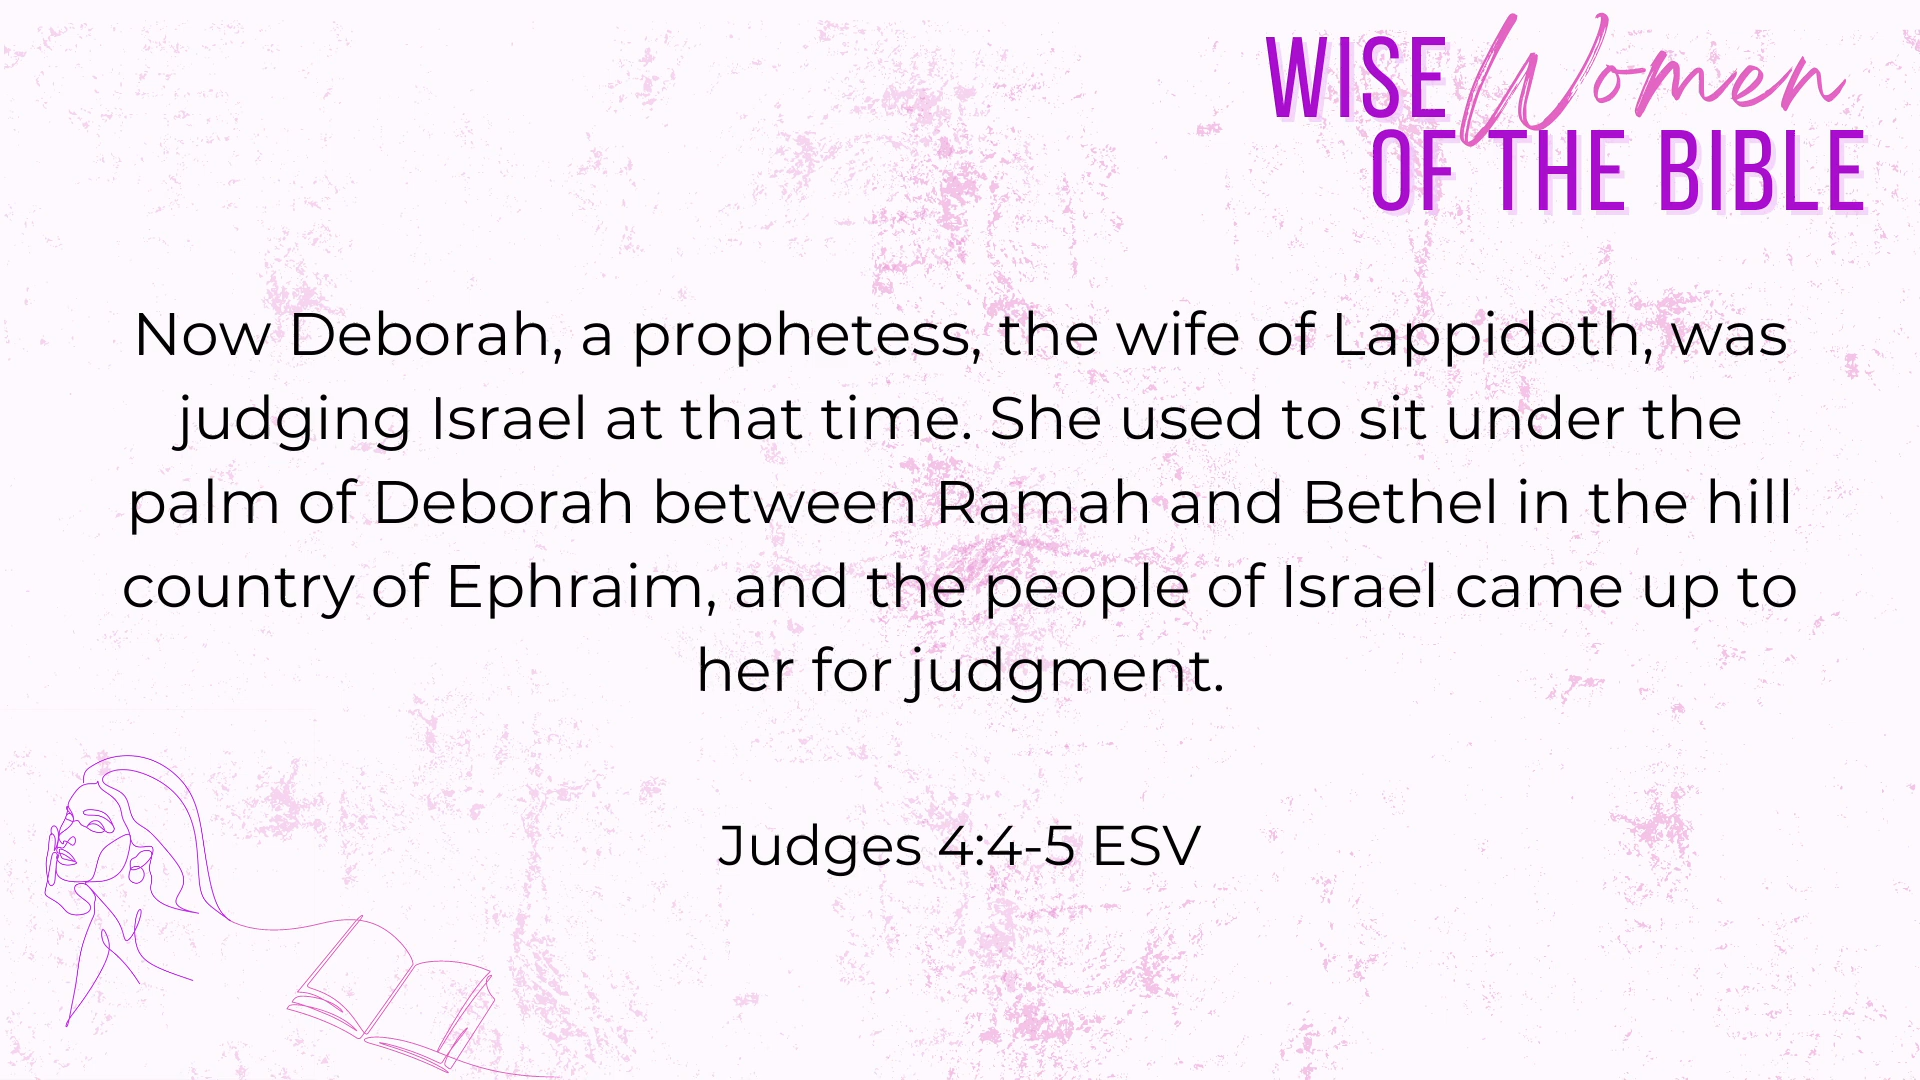 WISE Women
OF THE BIBLE
Now Deborah, a prophetess, the wife of Lappidoth, was
judging Israel at that time. She used to sit under the
palm of Deborah between Ramah and Bethel in the hill
country of Ephraim, and the people of Israel came up to
her for judgment.
Judges 4:4-5 ESV